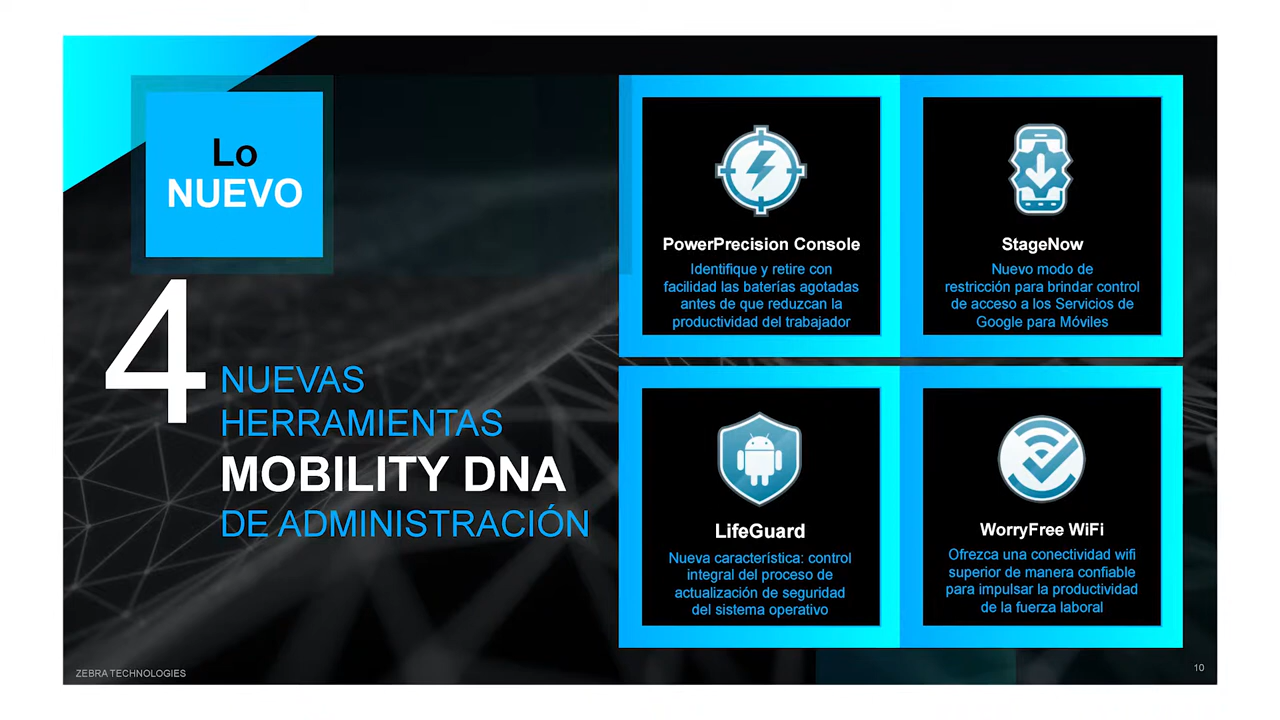 Lo
NUEVO
4
NUEVAS
HERRAMIENTAS
MOBILITY DNA
DE ADMINISTRACIÓN
PowerPrecision Console
Identifique y retire con
facilidad las baterías agotadas
antes de que reduzcan la
productividad del trabajador
StageNow
Nuevo modo de
restricción para brindar control
de acceso a los Servicios de
Google para Móviles
LifeGuard
Nueva característica: control
integral del proceso de
actualización de seguridad
del sistema operativo
WorryFree WiFi
Ofrezca una conectividad wifi
superior de manera confiable
para impulsar la productividad
de la fuerza laboral
ZEBRA TECHNOLOGIES
10